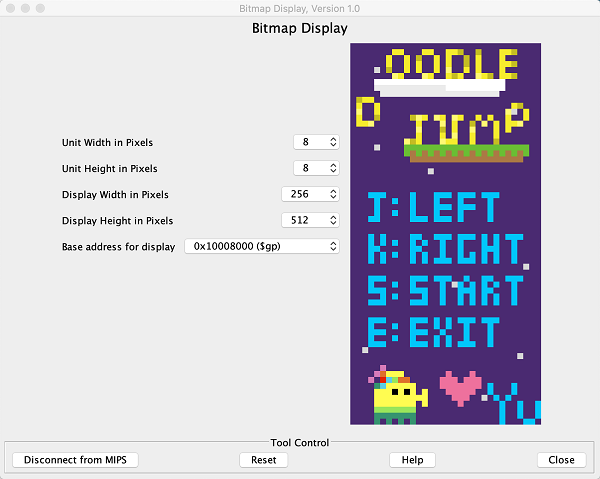 Bitmap Display, Version 1.0
Bitmap Display
Unit Width in Pixels 8
Unit Height in Pixels 8
Display Width in Pixels 256
Display Height in Pixels 512
Base address for display 0x10008000 ($gp)
OODLE
D
JUMP
J:LEFT
K:RIGHT
S:START
E:EXIT
YU
Tool Control
Disconnect from MIPS
Reset
Help
Close